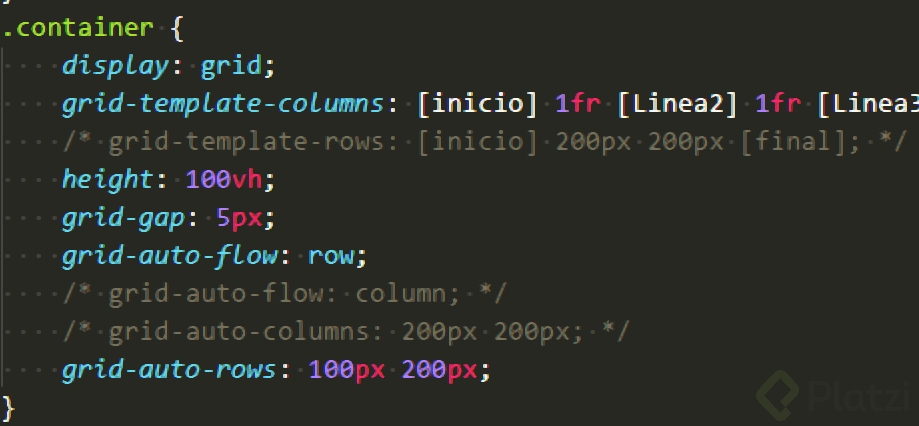 .container {
display: grid;
grid-template-columns: [inicio] 1fr [Linea2] 1fr [Linea3
/* grid-template-rows: [inicio] 200px 200px [final]; */
height: 100vh;
grid-gap: 5px;
grid-auto-flow: row;
/* grid-auto-flow: column; */
/* grid-auto-columns: 200px 200px; */
grid-auto-rows: 100px 200px;
}
Platzi